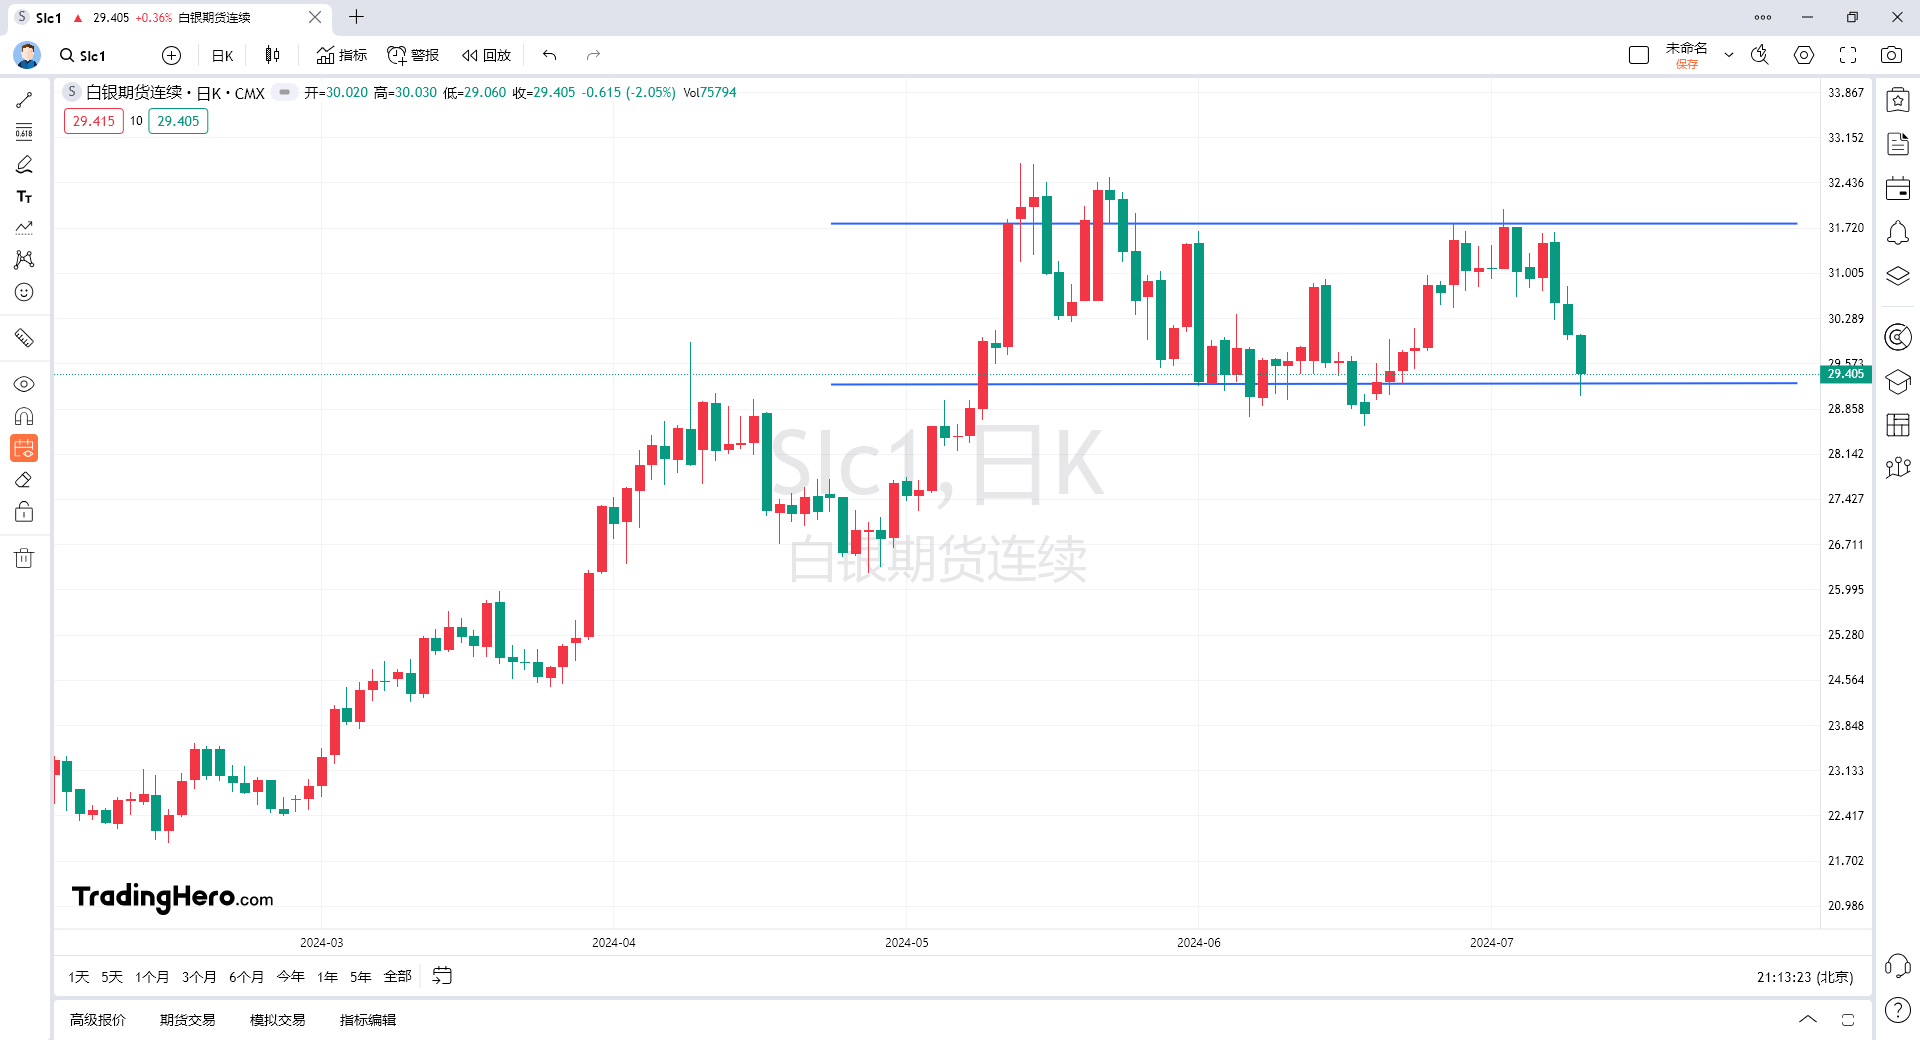 S SIc1 ▲ 29.405 +0.36% 白银期货连续
SIc1 日K 指标 警报 回放 未命名
保存
S 白银期货连续 · 日K · CMX 开=30.020 高=30.030 低=29.060 收=29.405 -0.615 (-2.05%) Vol75794
29.415 10 29.405
0.618
TT
33.867
33.152
32.436
31.720
31.005
30.289
29.573
29.405
28.858
28.142
27.427
26.711
25.995
25.280
24.564
23.848
23.133
22.417
21.702
20.986
SIc1,日K
白银期货连续
TradingHero.com
2024-03 2024-04 2024-05 2024-06 2024-07
1天 5天 1个月 3个月 6个月 今年 1年 5年 全部 21:13:23 (北京)
高级报价 期货交易 模拟交易 指标编辑